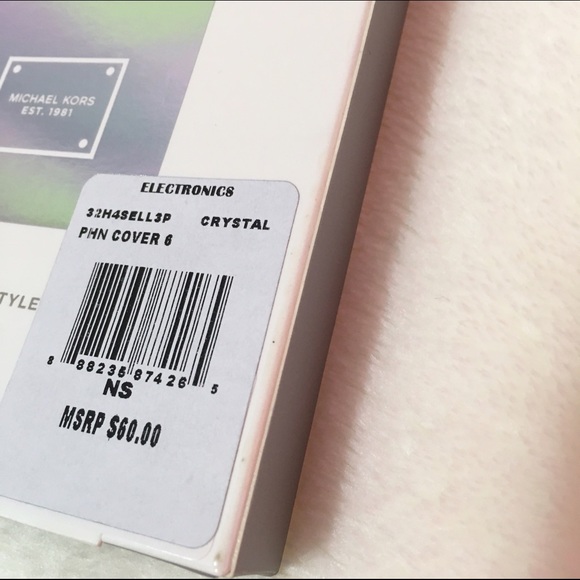 MICHAEL KORS
EST. 1981
ELECTRONICS
32H4SELL3P CRYSTAL
PHN COVER 6
TYLE
8 88235 87426 5
NS
MSRP $60.00